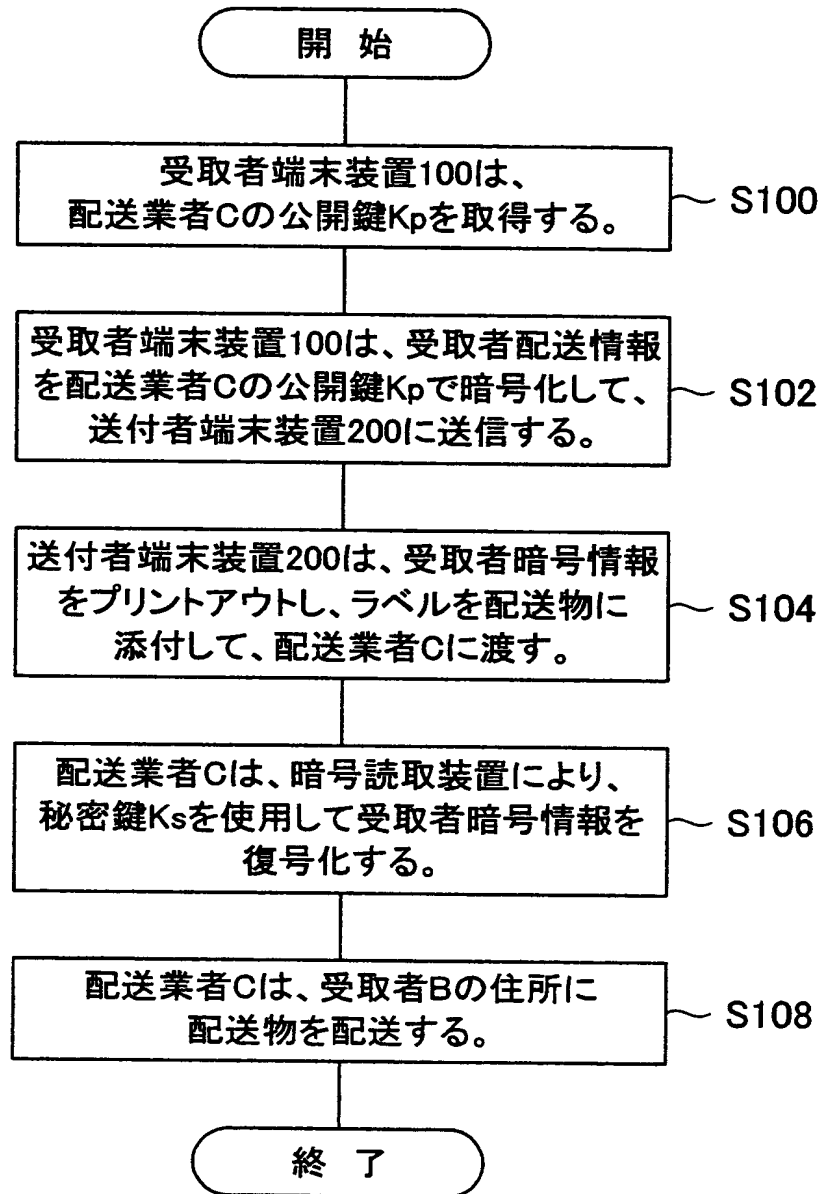 開 始
受取者端末装置100は、
配送業者Cの公開鍵Kpを取得する。
S100
受取者端末装置100は、受取者配送情報
を配送業者Cの公開鍵Kpで暗号化して、
送付者端末装置200に送信する。
S102
送付者端末装置200は、受取者暗号情報
をプリントアウトし、ラベルを配送物に
添付して、配送業者Cに渡す。
S104
配送業者Cは、暗号読取装置により、
秘密鍵Ksを使用して受取者暗号情報を
復号化する。
S106
配送業者Cは、受取者Bの住所に
配送物を配送する。
S108
終 了